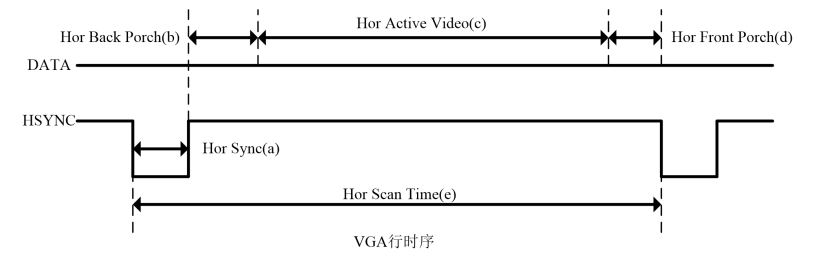 Hor Active Video(c)
Hor Back Porch(b)
Hor Front Porch(d)
DATA
HSYNC
Hor Sync(a)
Hor Scan Time(e)
VGA行时序